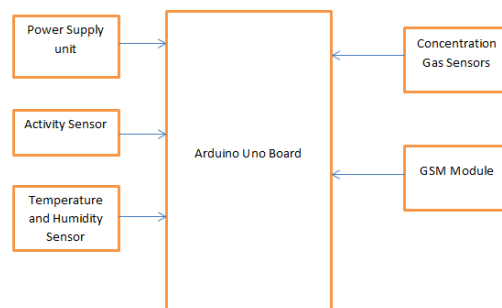 Power Supply
unit
Activity Sensor
Temperature
and Humidity
Sensor
Arduino Uno Board
Concentration
Gas Sensors
GSM Module